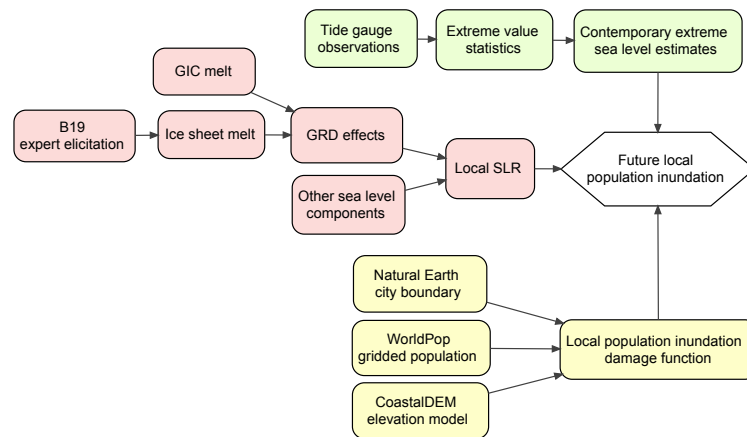 Tide gauge
observations
Extreme value
statistics
Contemporary extreme
sea level estimates
GIC melt
B19
expert elicitation
Ice sheet melt
GRD effects
Local SLR
Future local
population inundation
Other sea level
components
Natural Earth
city boundary
WorldPop
gridded population
Local population inundation
damage function
CoastalDEM
elevation model